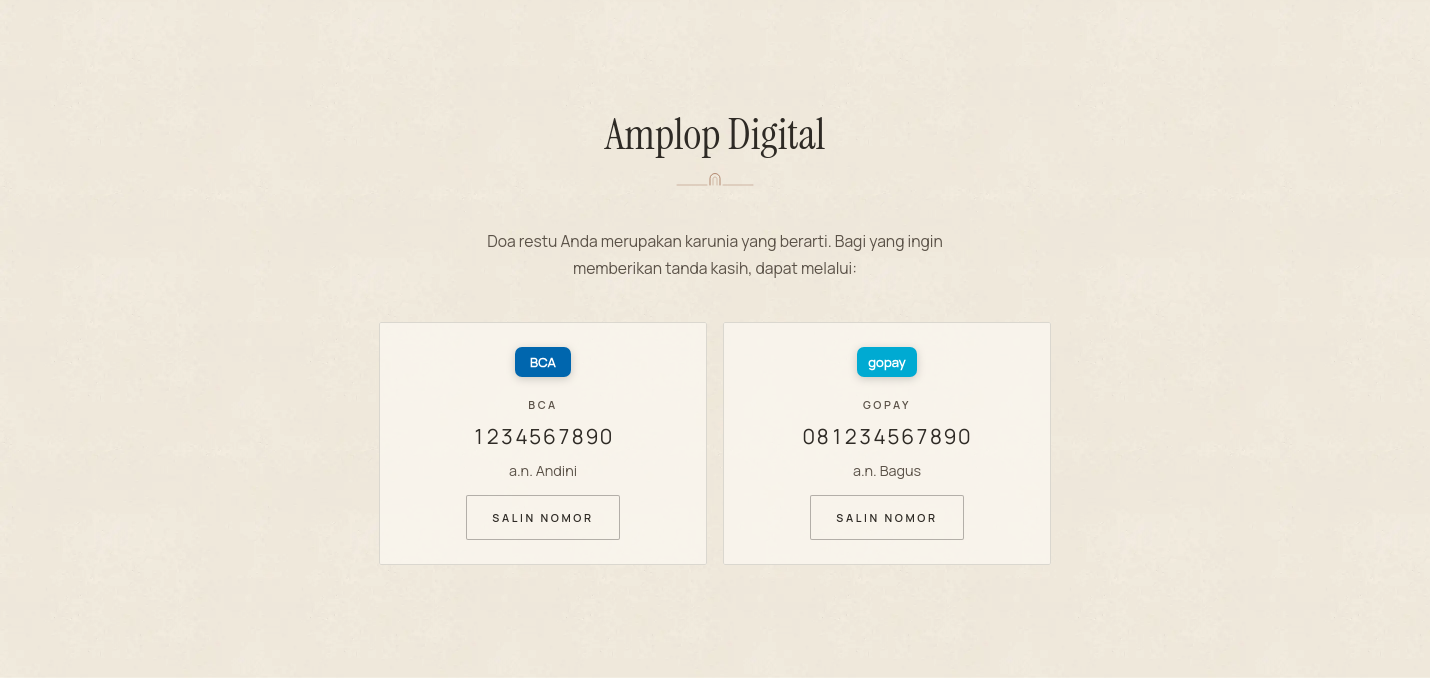 Amplop Digital
Doa restu Anda merupakan karunia yang berarti. Bagi yang ingin
memberikan tanda kasih, dapat melalui:
BCA
BCA
1234567890
a.n. Andini
SALIN NOMOR
gopay
GOPAY
081234567890
a.n. Bagus
SALIN NOMOR